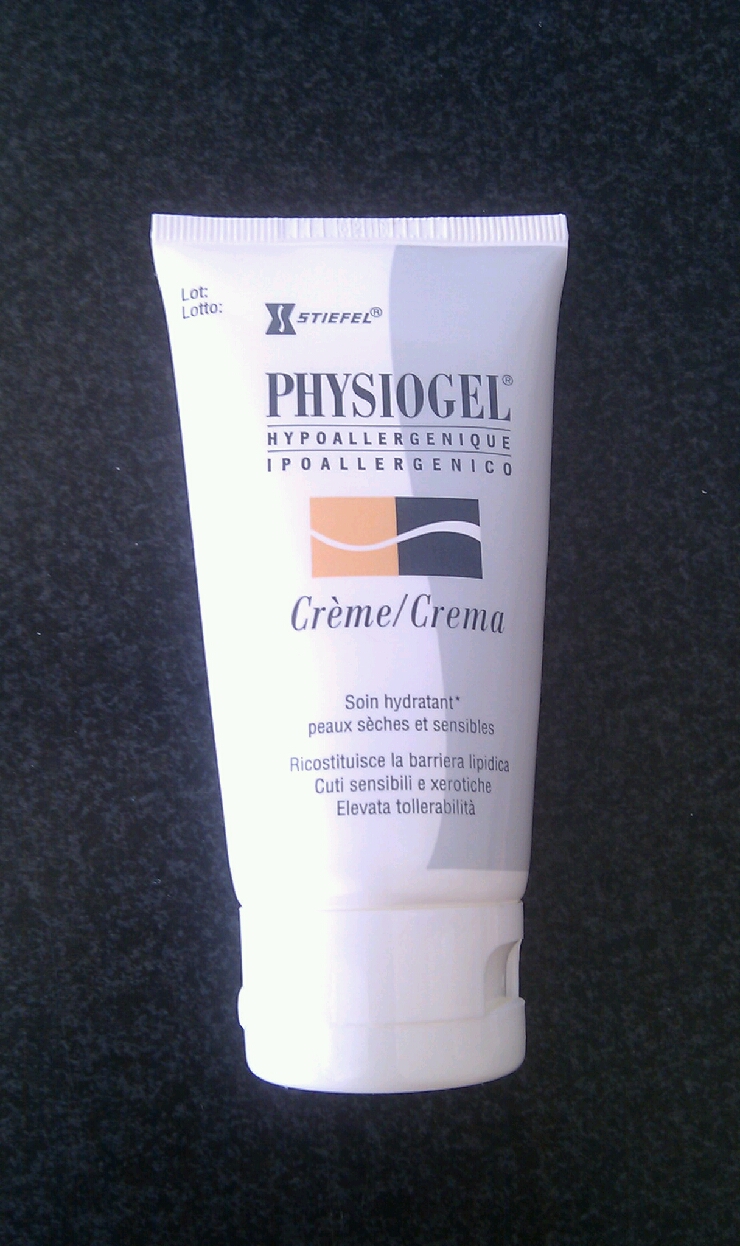 Lot:
Lotto:
STIEFEL®
PHYSIOGEL®
HYPOALLERGENIQUE
IPOALLERGENICO
Crème/Crema
Soin hydratant*
peaux sèches et sensibles
Ricostituisce la barriera lipidica
Cuti sensibili e xerotiche
Elevata tollerabilità